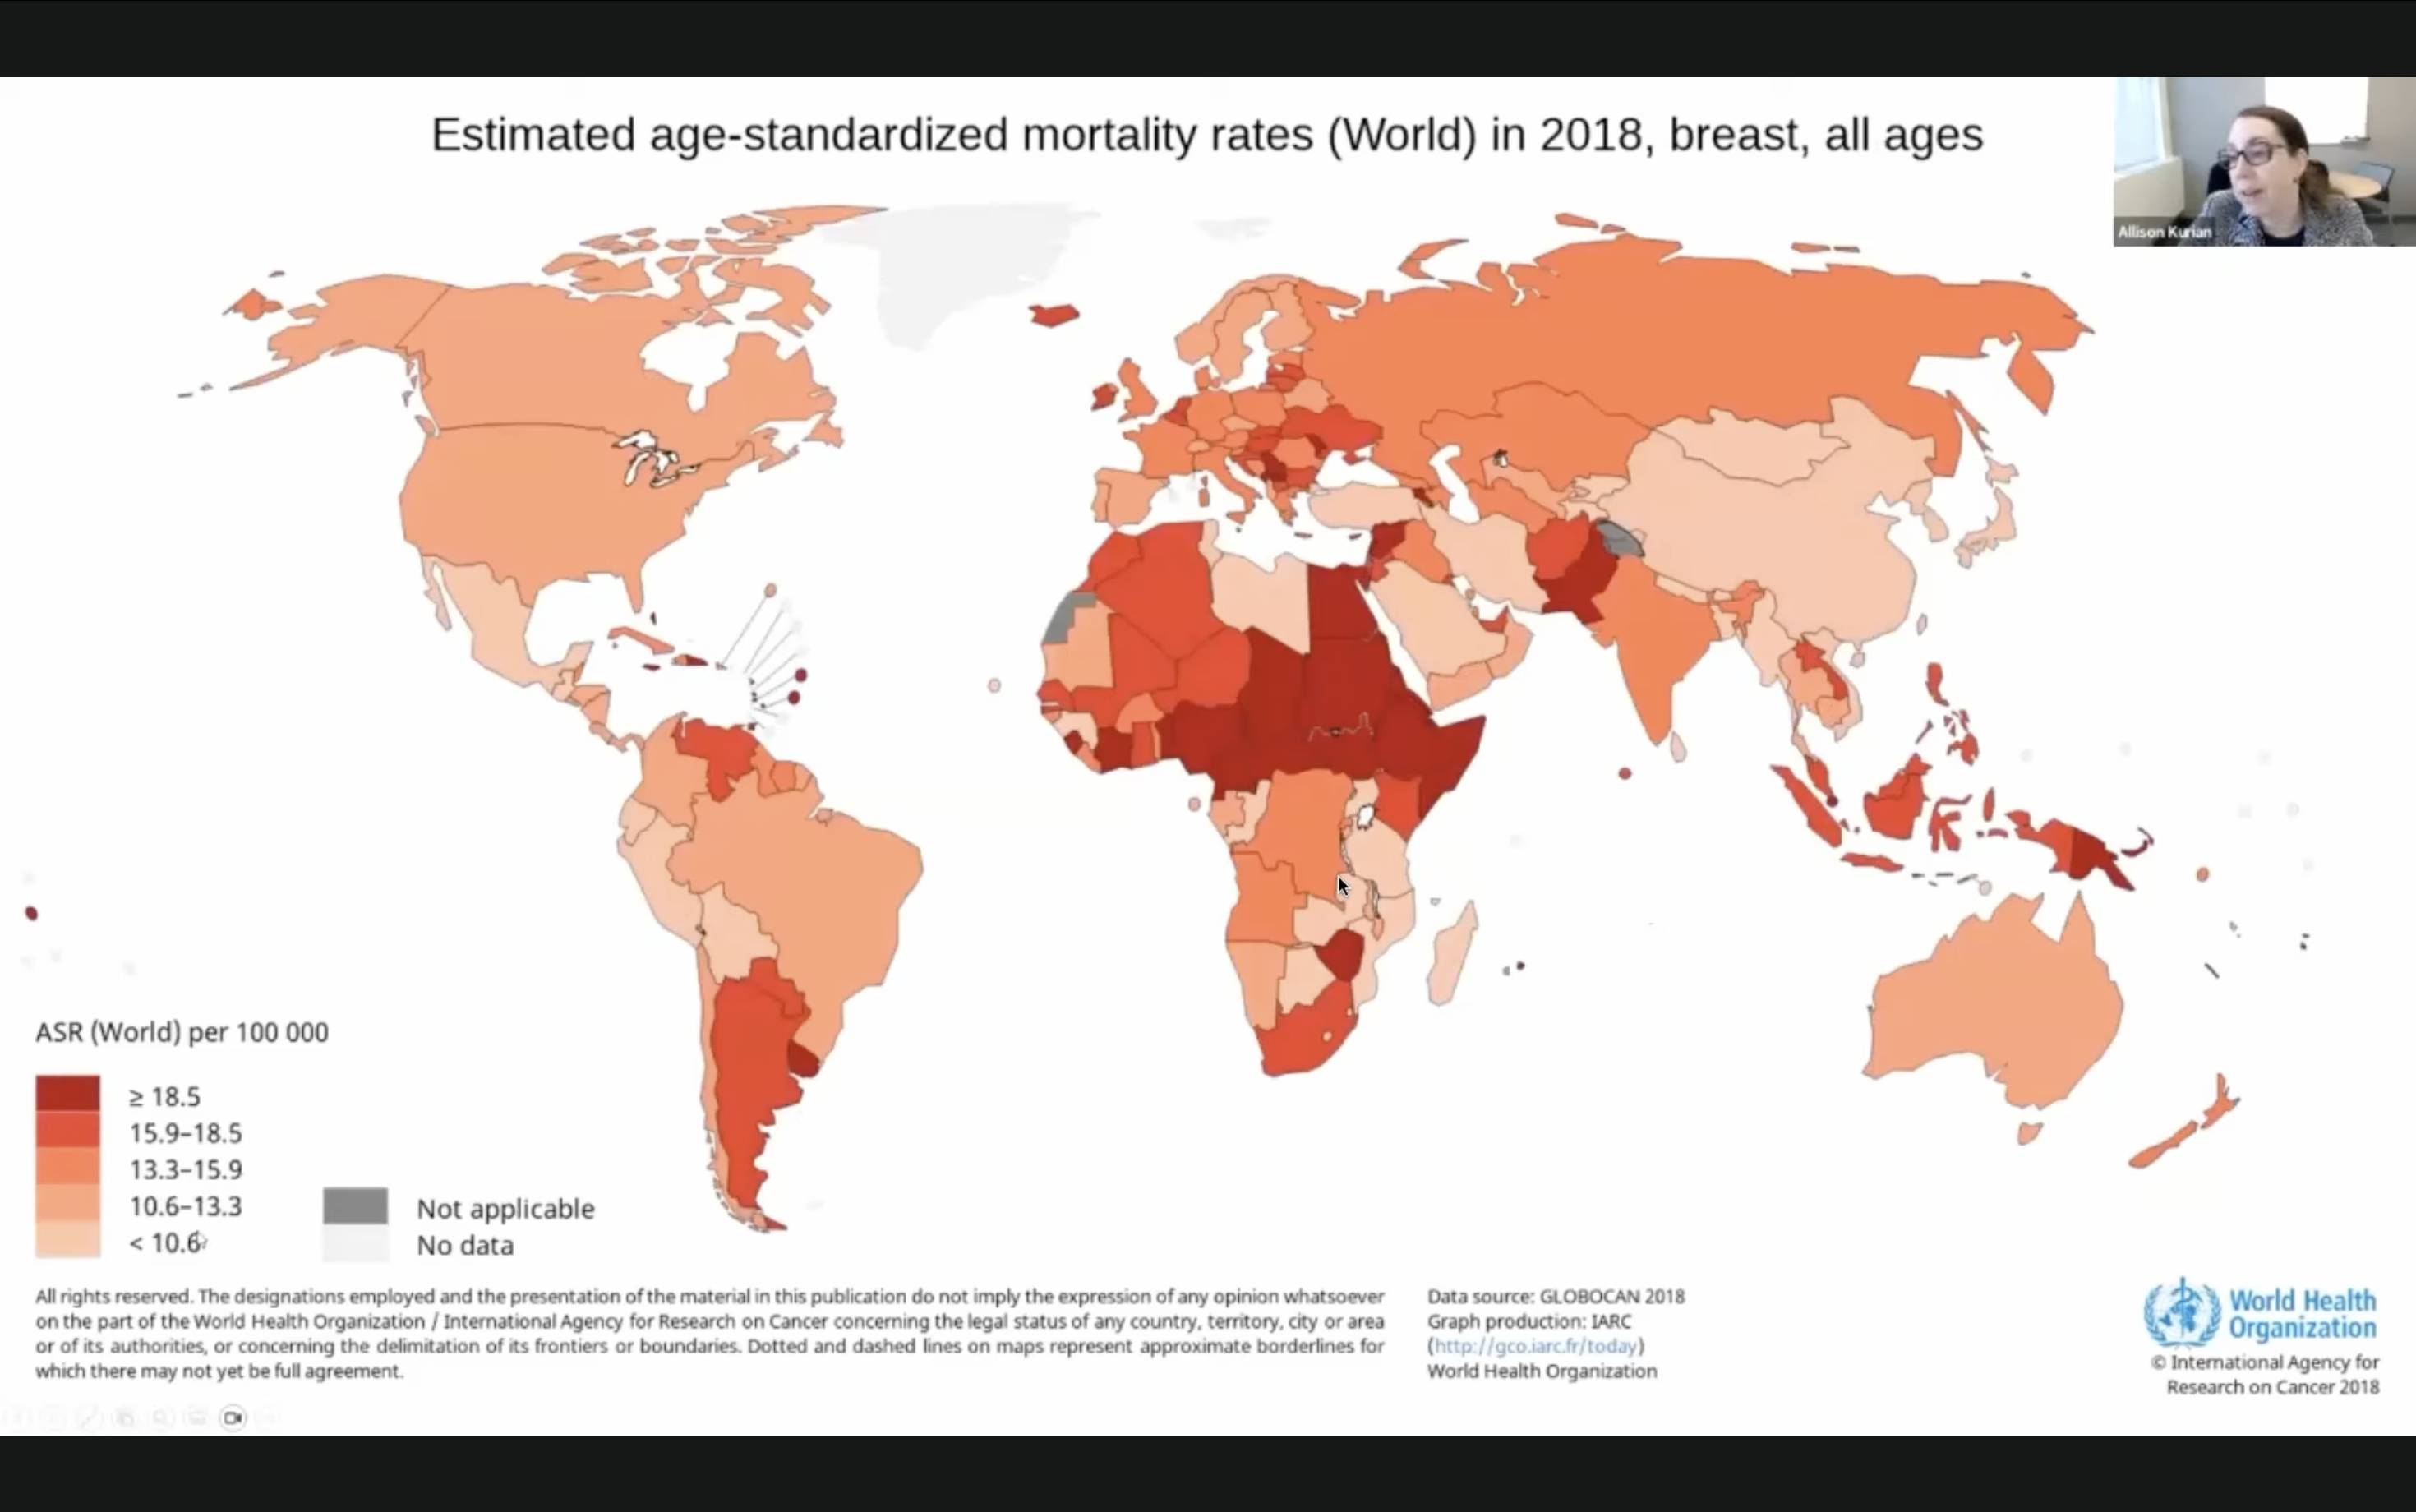 Estimated age-standardized mortality rates (World) in 2018, breast, all ages
Allison Kurian
ASR (World) per 100 000
≥ 18.5
15.9–18.5
13.3–15.9
10.6–13.3
< 10.6
Not applicable
No data
All rights reserved. The designations employed and the presentation of the material in this publication do not imply the expression of any opinion whatsoever
on the part of the World Health Organization / International Agency for Research on Cancer concerning the legal status of any country, territory, city or area
or of its authorities, or concerning the delimitation of its frontiers or boundaries. Dotted and dashed lines on maps represent approximate borderlines for
which there may not yet be full agreement.
Data source: GLOBOCAN 2018
Graph production: IARC
(http://gco.iarc.fr/today)
World Health Organization
World Health
Organization
© International Agency for
Research on Cancer 2018